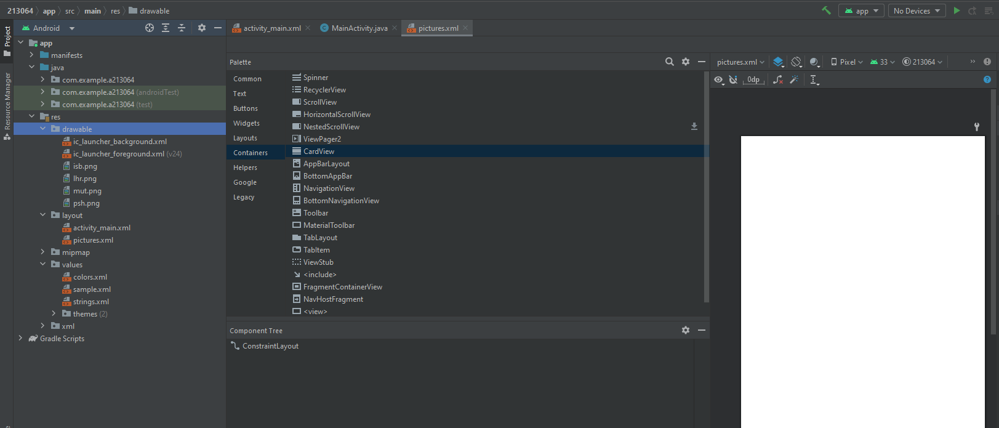 213064 app src main res drawable
app No Devices
Project
Resource Manager
Android
activity_main.xml MainActivity.java pictures.xml
app
manifests
java
com.example.a213064
com.example.a213064 (androidTest)
com.example.a213064 (test)
res
drawable
ic_launcher_background.xml
ic_launcher_foreground.xml (v24)
isb.png
lhr.png
mut.png
psh.png
layout
activity_main.xml
pictures.xml
mipmap
values
colors.xml
sample.xml
strings.xml
themes (2)
xml
Gradle Scripts
Palette
Common
Text
Buttons
Widgets
Layouts
Containers
Helpers
Google
Legacy
Spinner
RecyclerView
ScrollView
HorizontalScrollView
NestedScrollView
ViewPager2
CardView
AppBarLayout
BottomAppBar
NavigationView
BottomNavigationView
Toolbar
MaterialToolbar
TabLayout
TabItem
ViewStub
<include>
FragmentContainerView
NavHostFragment
<view>
Component Tree
ConstraintLayout
pictures.xml Pixel 33 213064
0dp